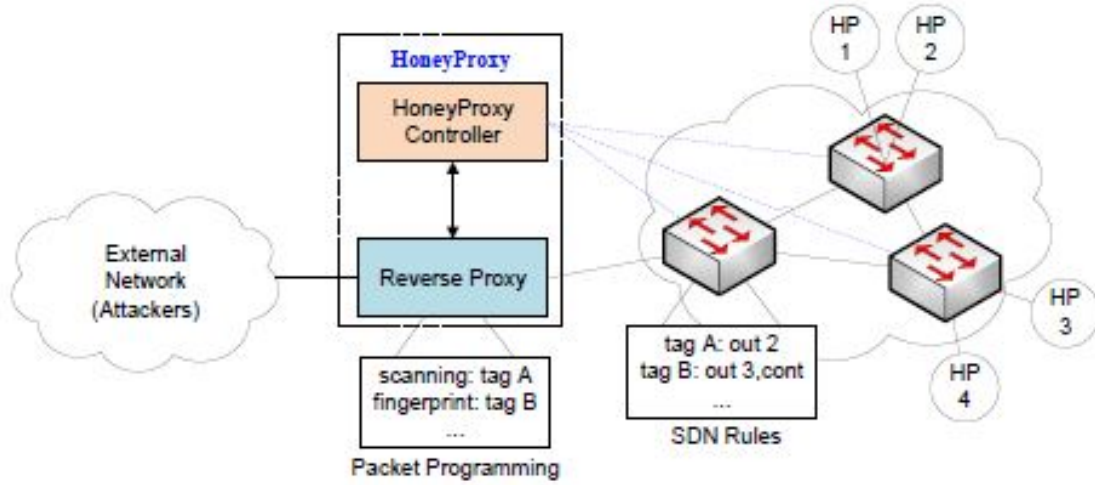 HoneyProxy
HoneyProxy
Controller
Reverse Proxy
External
Network
(Attackers)
scanning: tag A
fingerprint: tag B
...
Packet Programming
tag A: out 2
tag B: out 3,cont
...
SDN Rules
HP
1
HP
2
HP
3
HP
4